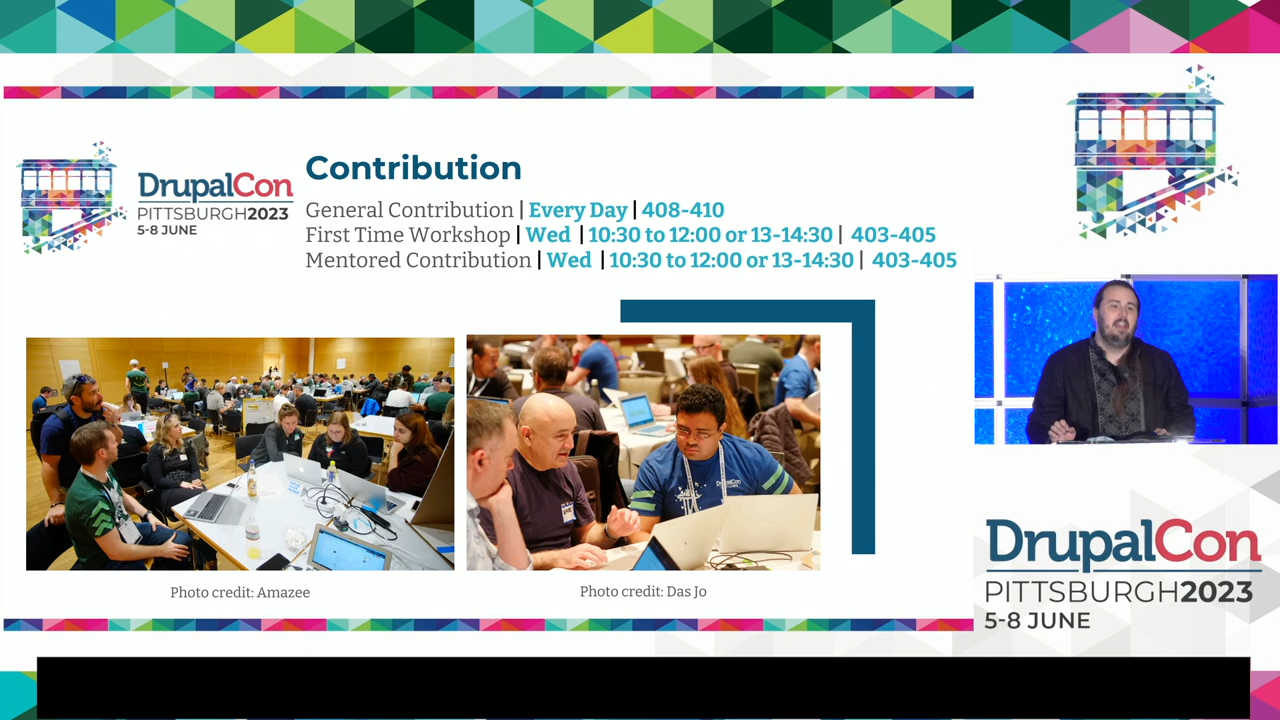 DrupalCon
PITTSBURGH2023
5-8 JUNE
Contribution
General Contribution | Every Day | 408-410
First Time Workshop | Wed | 10:30 to 12:00 or 13-14:30 | 403-405
Mentored Contribution | Wed | 10:30 to 12:00 or 13-14:30 | 403-405
Photo credit: Amazee
Photo credit: Das Jo
DrupalCon
PITTSBURGH2023
5-8 JUNE